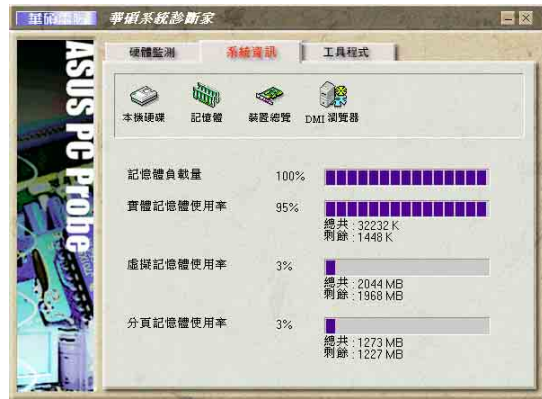 華碩電腦 華碩系統診斷家
ASUS PC Probe
硬體監測 系統資訊 工具程式
本機硬碟 記憶體 裝置總覽 DMI 瀏覽器
記憶體負載量 100%
實體記憶體使用率 95%
總共 : 32232 K
剩餘 : 1448 K
虛擬記憶體使用率 3%
總共 : 2044 MB
剩餘 : 1968 MB
分頁記憶體使用率 3%
總共 : 1273 MB
剩餘 : 1227 MB